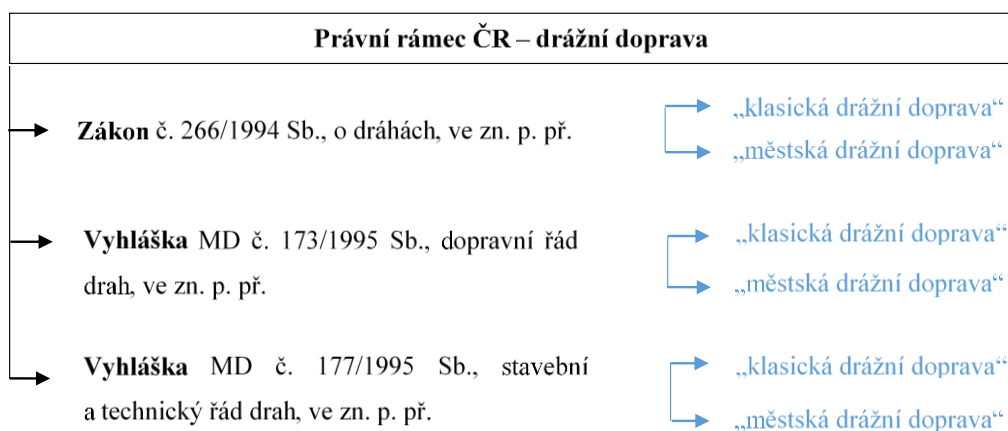 Právní rámec ČR – drážní doprava
Zákon č. 266/1994 Sb., o dráhách, ve zn. p. př.
„klasická drážní doprava“
„městská drážní doprava“
Vyhláška MD č. 173/1995 Sb., dopravní řád
drah, ve zn. p. př.
„klasická drážní doprava“
„městská drážní doprava“
Vyhláška MD č. 177/1995 Sb., stavební
a technický řád drah, ve zn. p. př.
„klasická drážní doprava“
„městská drážní doprava“